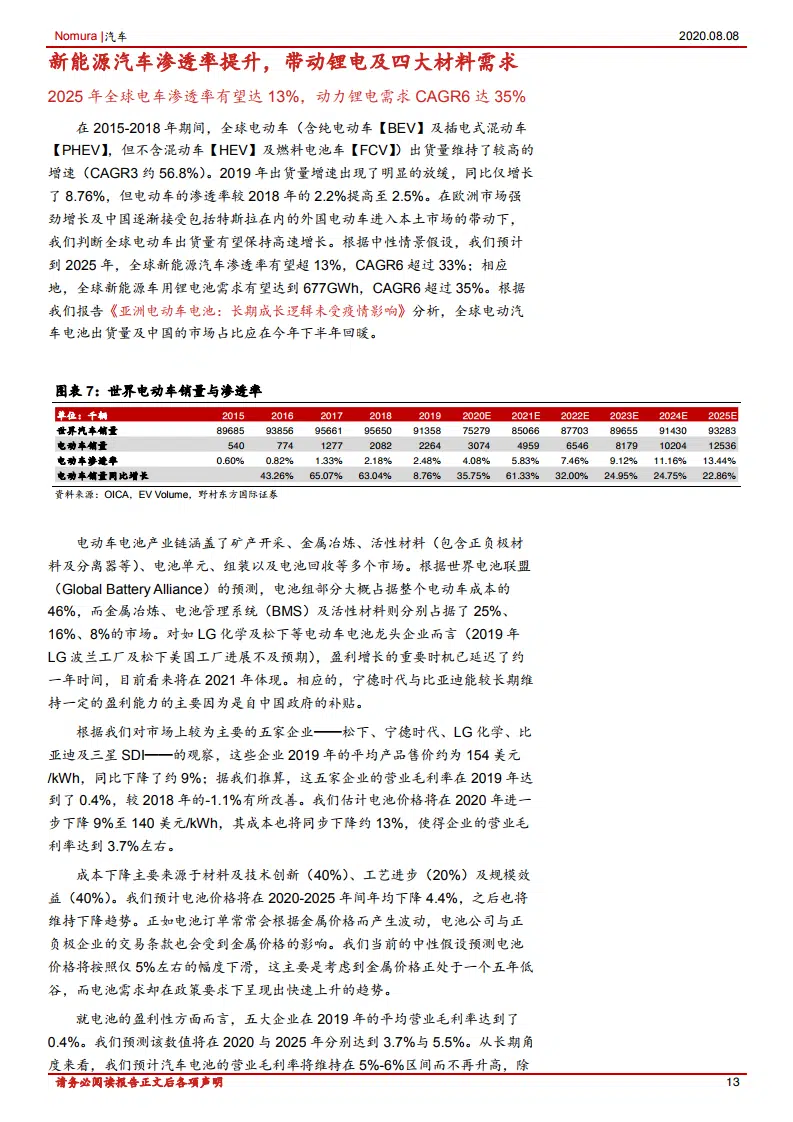 Nomura |汽车 2020.08.08
新能源汽车渗透率提升，带动锂电及四大材料需求
2025 年全球电车渗透率有望达 13%，动力锂电需求 CAGR6 达 35%
在 2015-2018 年期间，全球电动车（含纯电动车【BEV】及插电式混动车
【PHEV】，但不含混动车【HEV】及燃料电池车【FCV】）出货量维持了较高的
增速（CAGR3 约 56.8%）。2019 年出货量增速出现了明显的放缓，同比仅增长
了 8.76%，但电动车的渗透率较 2018 年的 2.2%提高至 2.5%。在欧洲市场强
劲增长及中国逐渐接受包括特斯拉在内的外国电动车进入本土市场的带动下，
我们判断全球电动车出货量有望保持高速增长。根据中性情景假设，我们预计
到 2025 年，全球新能源汽车渗透率有望超 13%，CAGR6 超过 33%；相应
地，全球新能源车用锂电池需求有望达到 677GWh，CAGR6 超过 35%。根据
我们报告《亚洲电动车电池：长期成长逻辑未受疫情影响》分析，全球电动汽
车电池出货量及中国的市场占比应在今年下半年回暖。
图表 7：世界电动车销量与渗透率
单位：千辆 2015 2016 2017 2018 2019 2020E 2021E 2022E 2023E 2024E 2025E
世界汽车销量 89685 93856 95661 95650 91358 75279 85066 87703 89655 91430 93283
电动车销量 540 774 1277 2082 2264 3074 4959 6546 8179 10204 12536
电动车渗透率 0.60% 0.82% 1.33% 2.18% 2.48% 4.08% 5.83% 7.46% 9.12% 11.16% 13.44%
电动车销量同比增长 43.26% 65.07% 63.04% 8.76% 35.75% 61.33% 32.00% 24.95% 24.75% 22.86%
资料来源：OICA，EV Volume，野村东方国际证券
电动车电池产业链涵盖了矿产开采、金属冶炼、活性材料（包含正负极材
料及分离器等）、电池单元、组装以及电池回收等多个市场。根据世界电池联盟
（Global Battery Alliance）的预测，电池组部分大概占据整个电动车成本的
46%，而金属冶炼、电池管理系统（BMS）及活性材料则分别占据了 25%、
16%、8%的市场。对如 LG 化学及松下等电动车电池龙头企业而言（2019 年
LG 波兰工厂及松下美国工厂进展不及预期），盈利增长的重要时机已延迟了约
一年时间，目前看来将在 2021 年体现。相应的，宁德时代与比亚迪能较长期维
持一定的盈利能力的主要因为是自中国政府的补贴。
根据我们对市场上较为主要的五家企业——松下、宁德时代、LG 化学、比
亚迪及三星 SDI——的观察，这些企业 2019 年的平均产品售价约为 154 美元
/kWh，同比下降了约 9%；据我们推算，这五家企业的营业毛利率在 2019 年达
到了 0.4%，较 2018 年的-1.1%有所改善。我们估计电池价格将在 2020 年进一
步下降 9%至 140 美元/kWh，其成本也将同步下降约 13%，使得企业的营业毛
利率达到 3.7%左右。
成本下降主要来源于材料及技术创新（40%）、工艺进步（20%）及规模效
益（40%）。我们预计电池价格将在 2020-2025 年间年均下降 4.4%，之后也将
维持下降趋势。正如电池订单常常会根据金属价格而产生波动，电池公司与正
负极企业的交易条款也会受到金属价格的影响。我们当前的中性假设预测电池
价格将按照仅 5%左右的幅度下滑，这主要是考虑到金属价格正处于一个五年低
谷，而电池需求却在政策要求下呈现出快速上升的趋势。
就电池的盈利性方面而言，五大企业在 2019 年的平均营业毛利率达到了
0.4%。我们预测该数值将在 2020 与 2025 年分别达到 3.7%与 5.5%。从长期角
度来看，我们预计汽车电池的营业毛利率将维持在 5%-6%区间而不再升高，除
请务必阅读报告正文后各项声明 13